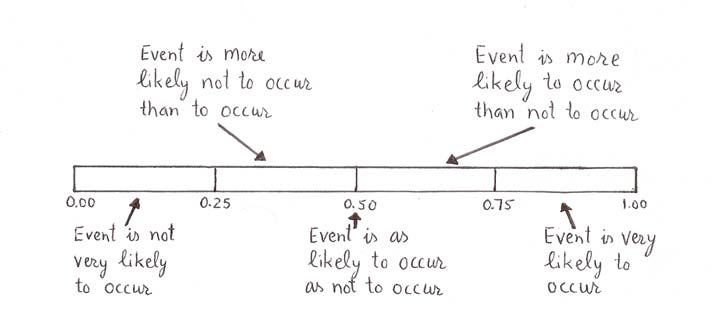 Event is more
likely not to occur
than to occur
Event is more
likely to occur
than not to occur
0.00
0.25
0.50
0.75
1.00
Event is not
very likely
to occur
Event is as
likely to occur
as not to occur
Event is very
likely to
occur